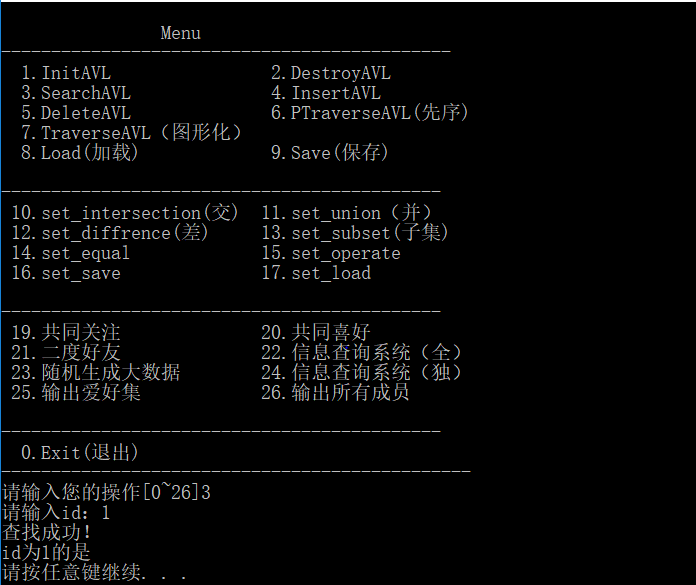 Menu
1.InitAVL 2.DestroyAVL
3.SearchAVL 4.InsertAVL
5.DeleteAVL 6.PTraverseAVL(先序)
7.TraverseAVL（图形化）
8.Load(加载) 9.Save(保存)
10.set_intersection(交) 11.set_union（并）
12.set_diffrence(差) 13.set_subset(子集)
14.set_equal 15.set_operate
16.set_save 17.set_load
19.共同关注 20.共同喜好
21.二度好友 22.信息查询系统（全）
23.随机生成大数据 24.信息查询系统（独）
25.输出爱好集 26.输出所有成员
0.Exit(退出)
请输入您的操作[0~26]3
请输入id：1
查找成功！
id为1的是
请按任意键继续. . .